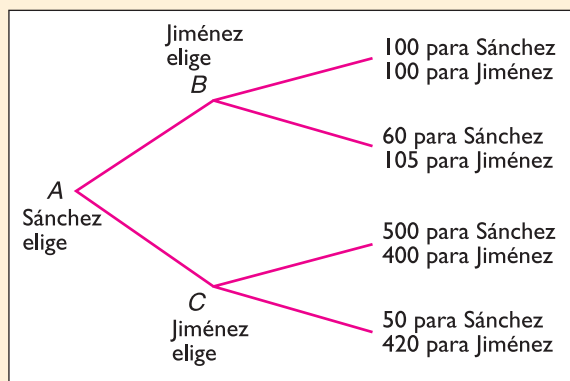 Jiménez
elige
B
100 para Sánchez
100 para Jiménez
60 para Sánchez
105 para Jiménez
A
Sánchez
elige
500 para Sánchez
400 para Jiménez
C
Jiménez
elige
50 para Sánchez
420 para Jiménez